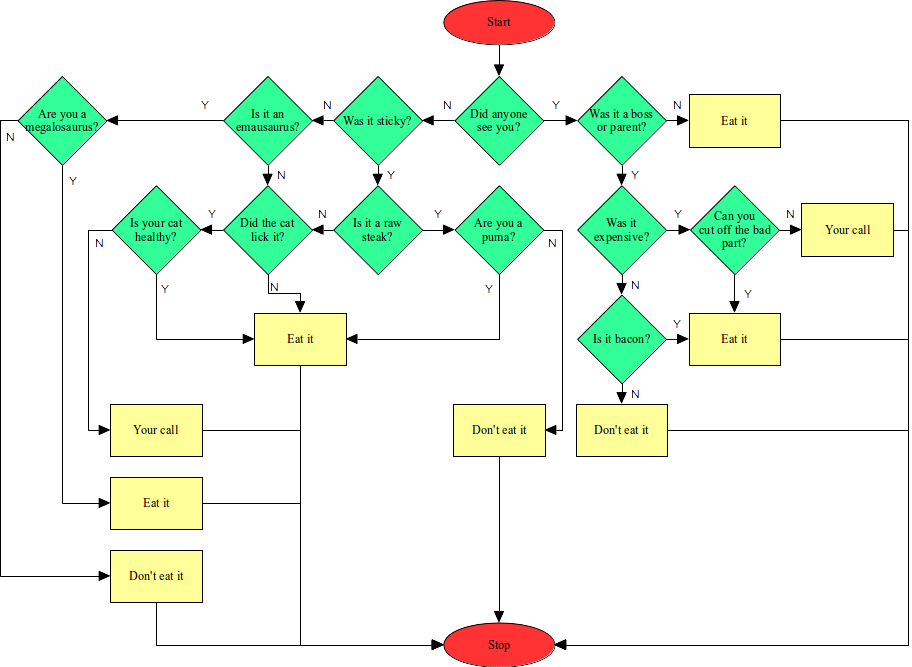 Start
Are you a
megalosaurus?
Y
Is it an
emausaurus?
N
Was it sticky?
N
Did anyone
see you?
Y
Was it a boss
or parent?
N
Eat it
N
Y
N
Y
Y
Is your cat
healthy?
Y
Did the cat
lick it?
N
Is it a raw
steak?
Y
Are you a
puma?
Was it
expensive?
Y
Can you
cut off the bad
part?
N
Your call
N
N
Y
N
Y
N
Y
Eat it
Is it bacon?
Y
Eat it
N
Your call
Don't eat it
Don't eat it
Eat it
Don't eat it
Stop